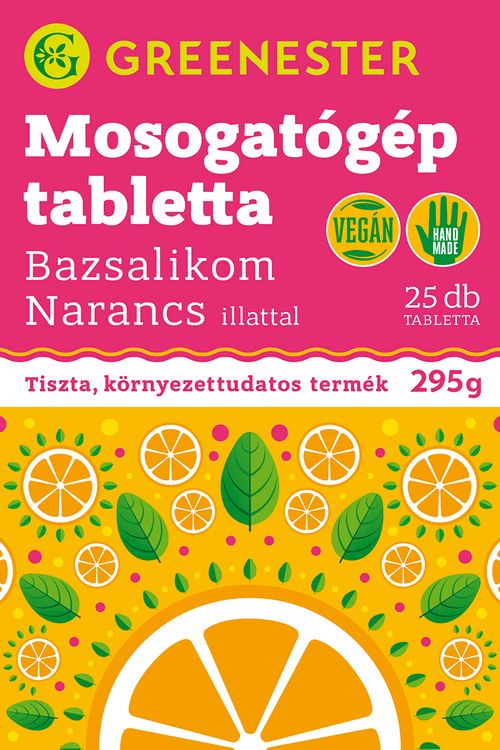 GREENESTER
Mosogatógép
tabletta
Bazsalikom
Narancs illattal
VEGÁN
HAND
MADE
25 db
TABLETTA
Tiszta, környezettudatos termék 295g